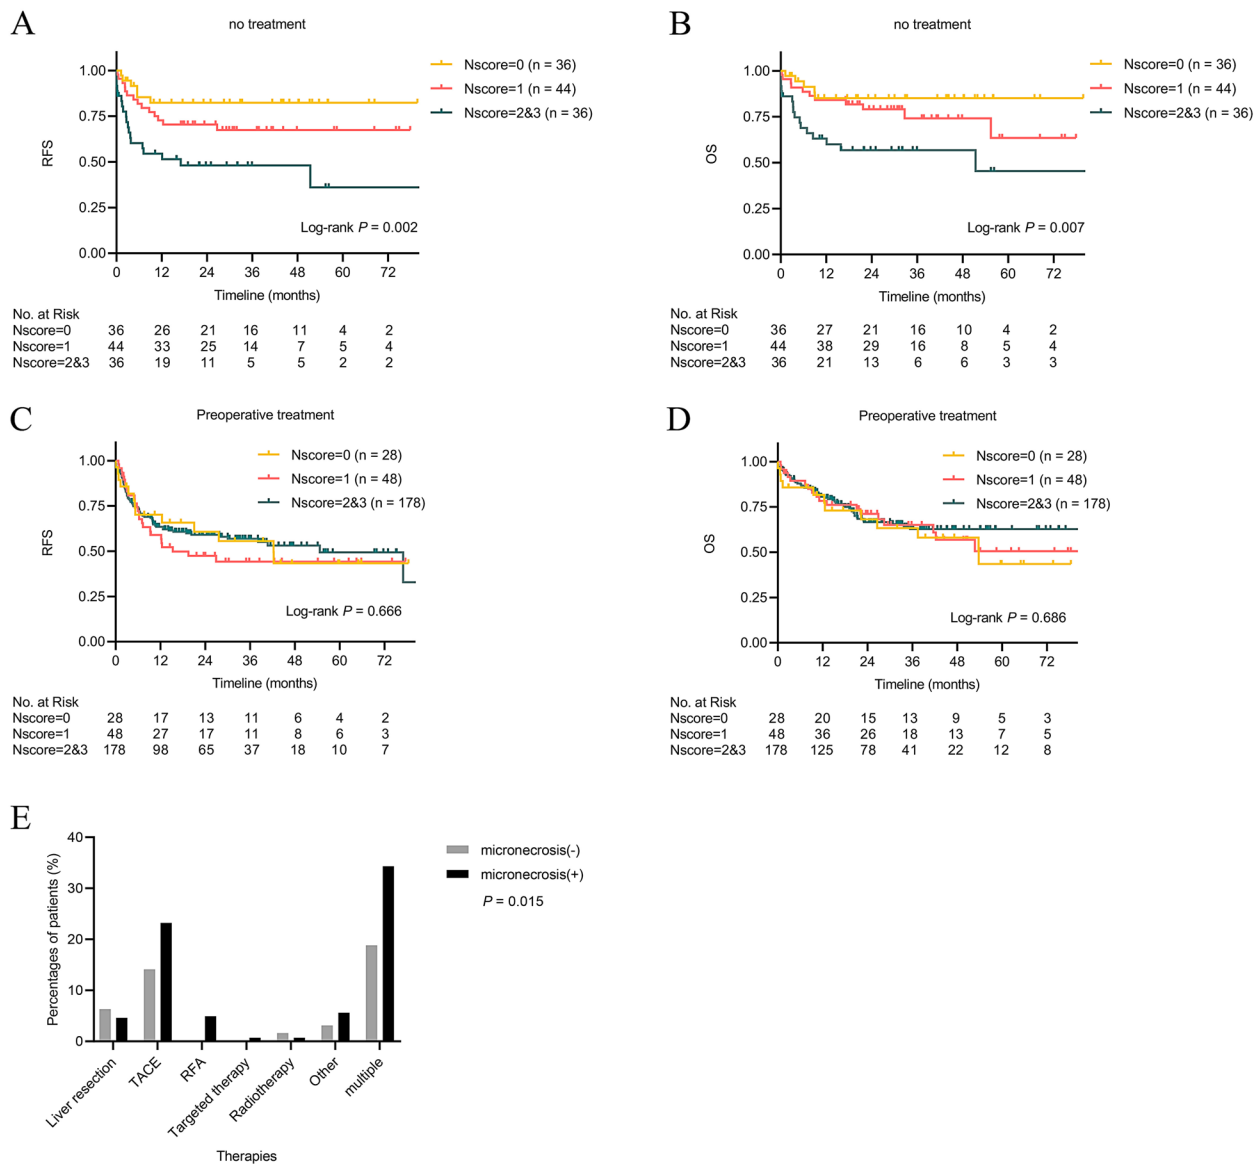 A
no treatment
RFS
1.00
0.75
0.50
0.25
0.00
0 12 24 36 48 60 72
Timeline (months)
Nscore=0 (n = 36)
Nscore=1 (n = 44)
Nscore=2&3 (n = 36)
Log-rank P = 0.002
No. at Risk
Nscore=0 36 26 21 16 11 4 2
Nscore=1 44 33 25 14 7 5 4
Nscore=2&3 36 19 11 5 5 2 2
B
no treatment
OS
1.00
0.75
0.50
0.25
0.00
0 12 24 36 48 60 72
Timeline (months)
Nscore=0 (n = 36)
Nscore=1 (n = 44)
Nscore=2&3 (n = 36)
Log-rank P = 0.007
No. at Risk
Nscore=0 36 27 21 16 10 4 2
Nscore=1 44 38 29 16 8 5 4
Nscore=2&3 36 21 13 6 6 3 3
C
Preoperative treatment
RFS
1.00
0.75
0.50
0.25
0.00
0 12 24 36 48 60 72
Timeline (months)
Nscore=0 (n = 28)
Nscore=1 (n = 48)
Nscore=2&3 (n = 178)
Log-rank P = 0.666
No. at Risk
Nscore=0 28 17 13 11 6 4 2
Nscore=1 48 27 17 11 8 6 3
Nscore=2&3 178 98 65 37 18 10 7
D
Preoperative treatment
OS
1.00
0.75
0.50
0.25
0.00
0 12 24 36 48 60 72
Timeline (months)
Nscore=0 (n = 28)
Nscore=1 (n = 48)
Nscore=2&3 (n = 178)
Log-rank P = 0.686
No. at Risk
Nscore=0 28 20 15 13 9 5 3
Nscore=1 48 36 26 18 13 7 5
Nscore=2&3 178 125 78 41 22 12 8
E
Percentages of patients (%)
40
30
20
10
0
micronecrosis(-)
micronecrosis(+)
P = 0.015
Liver resection
TACE
RFA
Targeted therapy
Radiotherapy
Other
multiple
Therapies